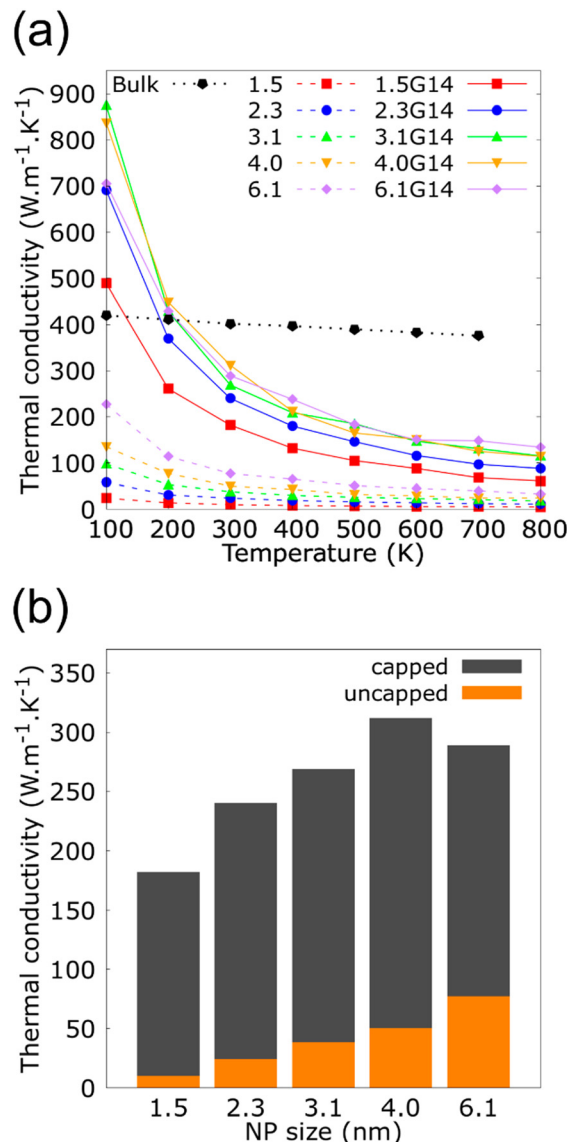 (a)
Thermal conductivity (W.m⁻¹.K⁻¹)
Bulk 1.5 1.5G14
2.3 2.3G14
3.1 3.1G14
4.0 4.0G14
6.1 6.1G14
900
800
700
600
500
400
300
200
100
0
100 200 300 400 500 600 700 800
Temperature (K)
(b)
Thermal conductivity (W.m⁻¹.K⁻¹)
capped
uncapped
350
300
250
200
150
100
50
0
1.5 2.3 3.1 4.0 6.1
NP size (nm)